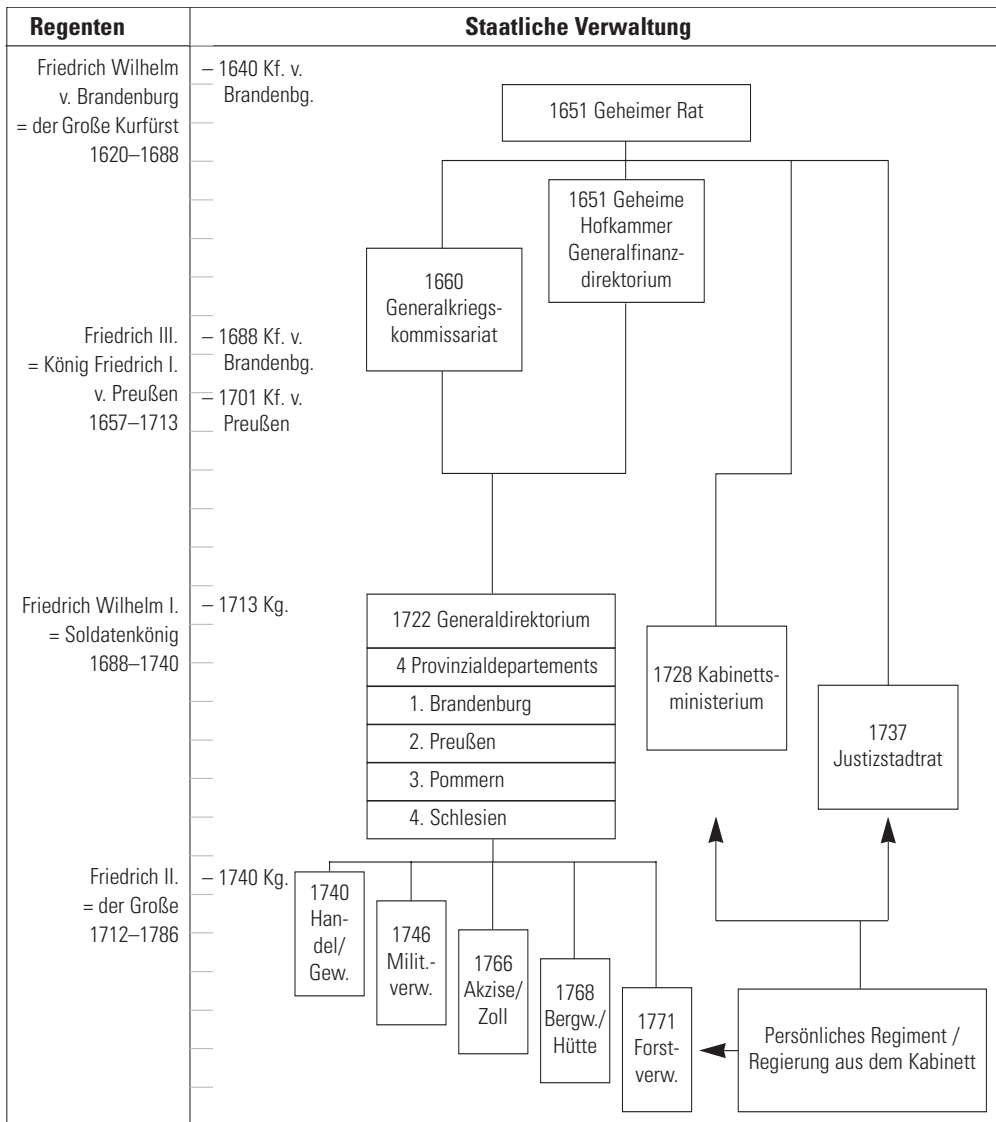 Regenten
Staatliche Verwaltung
Friedrich Wilhelm
v. Brandenburg
= der Große Kurfürst
1620–1688
– 1640 Kf. v.
Brandenbg.
1651 Geheimer Rat
1651 Geheime
Hofkammer
Generalfinanz-
direktorium
1660
Generalkriegs-
kommissariat
Friedrich III.
= König Friedrich I.
v. Preußen
1657–1713
– 1688 Kf. v.
Brandenbg.
– 1701 Kf. v.
Preußen
Friedrich Wilhelm I.
= Soldatenkönig
1688–1740
– 1713 Kg.
1722 Generaldirektorium
4 Provinzialdepartements
1. Brandenburg
2. Preußen
3. Pommern
4. Schlesien
1728 Kabinetts-
ministerium
1737
Justizstadtrat
Friedrich II.
= der Große
1712–1786
– 1740 Kg.
1740
Han-
del/
Gew.
1746
Milit.-
verw.
1766
Akzise/
Zoll
1768
Bergw./
Hütte
1771
Forst-
verw.
Persönliches Regiment /
Regierung aus dem Kabinett